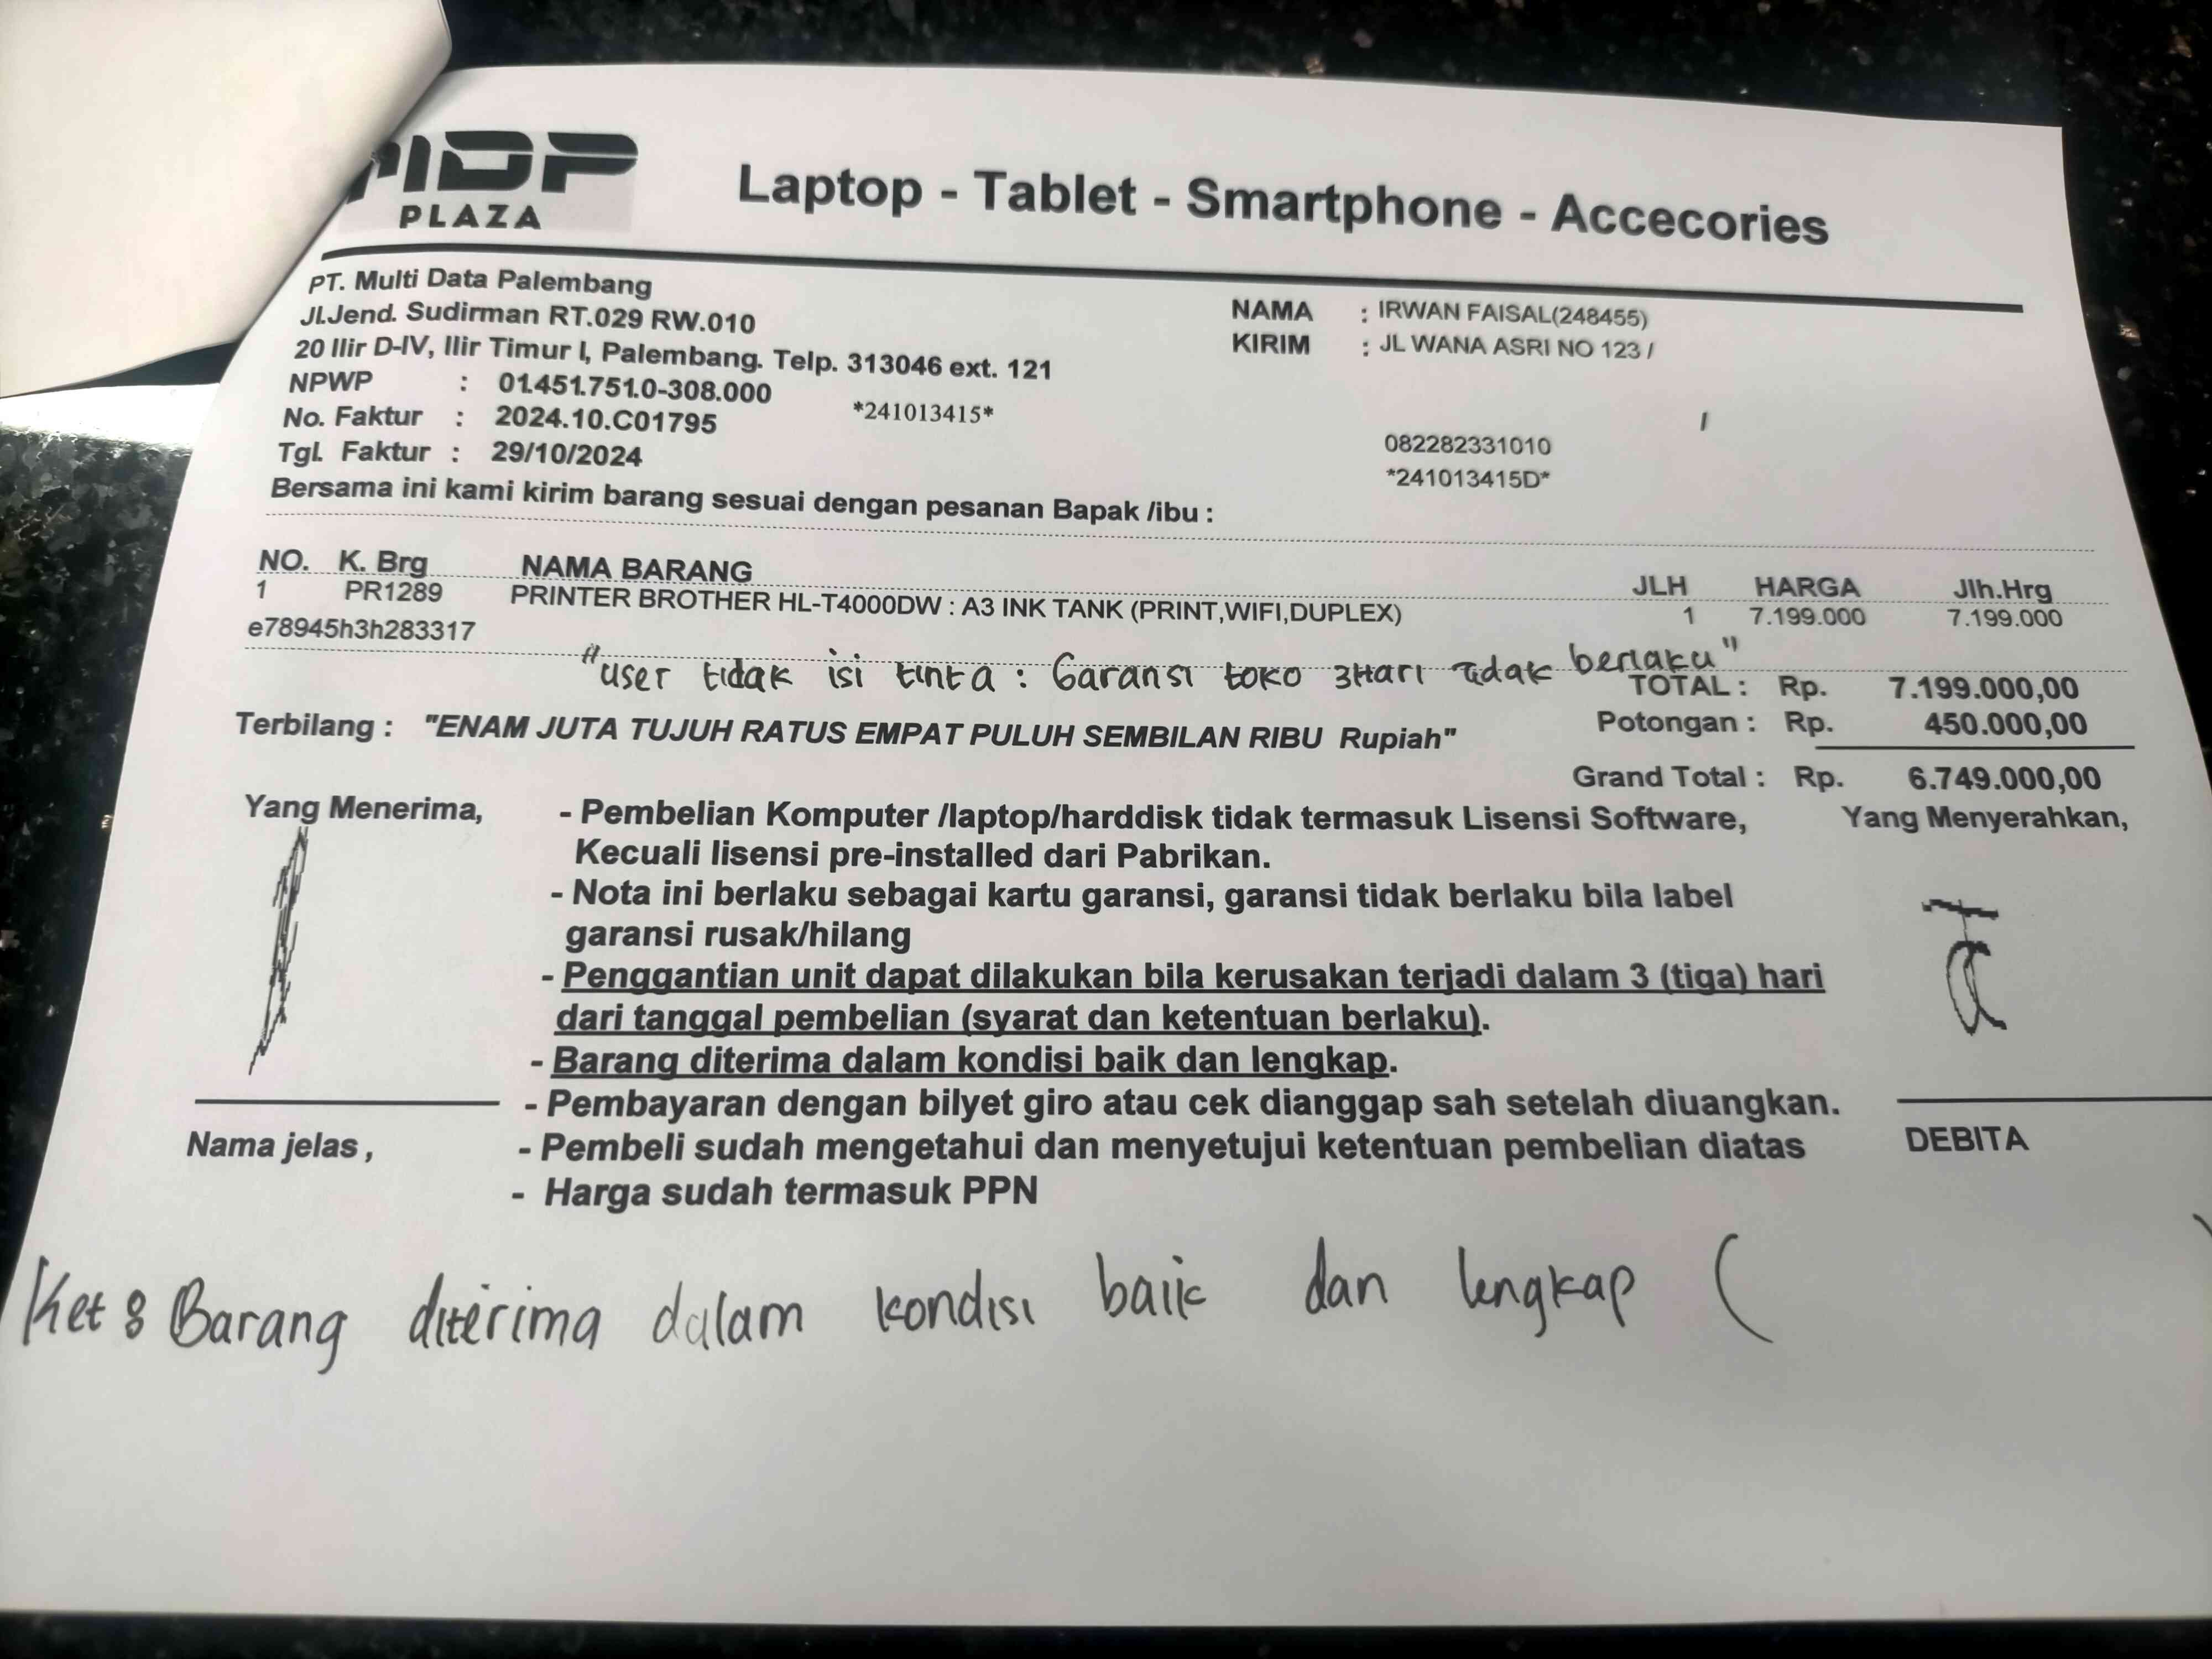 MDP
PLAZA
Laptop - Tablet - Smartphone - Accecories
PT. Multi Data Palembang
Jl.Jend. Sudirman RT.029 RW.010
20 Ilir D-IV, Ilir Timur I, Palembang. Telp. 313046 ext. 121
NPWP : 01.451.751.0-308.000
No. Faktur : 2024.10.C01795 *241013415*
Tgl. Faktur : 29/10/2024
NAMA : IRWAN FAISAL(248455)
KIRIM : JL WANA ASRI NO 123 /
/
082282331010
*241013415D*
Bersama ini kami kirim barang sesuai dengan pesanan Bapak /ibu :
NO. K. Brg NAMA BARANG JLH HARGA Jlh.Hrg
1 PR1289 PRINTER BROTHER HL-T4000DW : A3 INK TANK (PRINT,WIFI,DUPLEX) 1 7.199.000 7.199.000
e78945h3h283317
"user tidak isi tinta : Garansi toko 3Hari tidak berlaku"
TOTAL : Rp. 7.199.000,00
Terbilang : "ENAM JUTA TUJUH RATUS EMPAT PULUH SEMBILAN RIBU Rupiah"
Potongan : Rp. 450.000,00
Grand Total : Rp. 6.749.000,00
Yang Menerima,
- Pembelian Komputer /laptop/harddisk tidak termasuk Lisensi Software,
Kecuali lisensi pre-installed dari Pabrikan.
- Nota ini berlaku sebagai kartu garansi, garansi tidak berlaku bila label
garansi rusak/hilang
- Penggantian unit dapat dilakukan bila kerusakan terjadi dalam 3 (tiga) hari
dari tanggal pembelian (syarat dan ketentuan berlaku).
- Barang diterima dalam kondisi baik dan lengkap.
- Pembayaran dengan bilyet giro atau cek dianggap sah setelah diuangkan.
- Pembeli sudah mengetahui dan menyetujui ketentuan pembelian diatas
- Harga sudah termasuk PPN
Yang Menyerahkan,
Nama jelas ,
DEBITA
Ket : Barang diterima dalam kondisi baik dan lengkap ( )